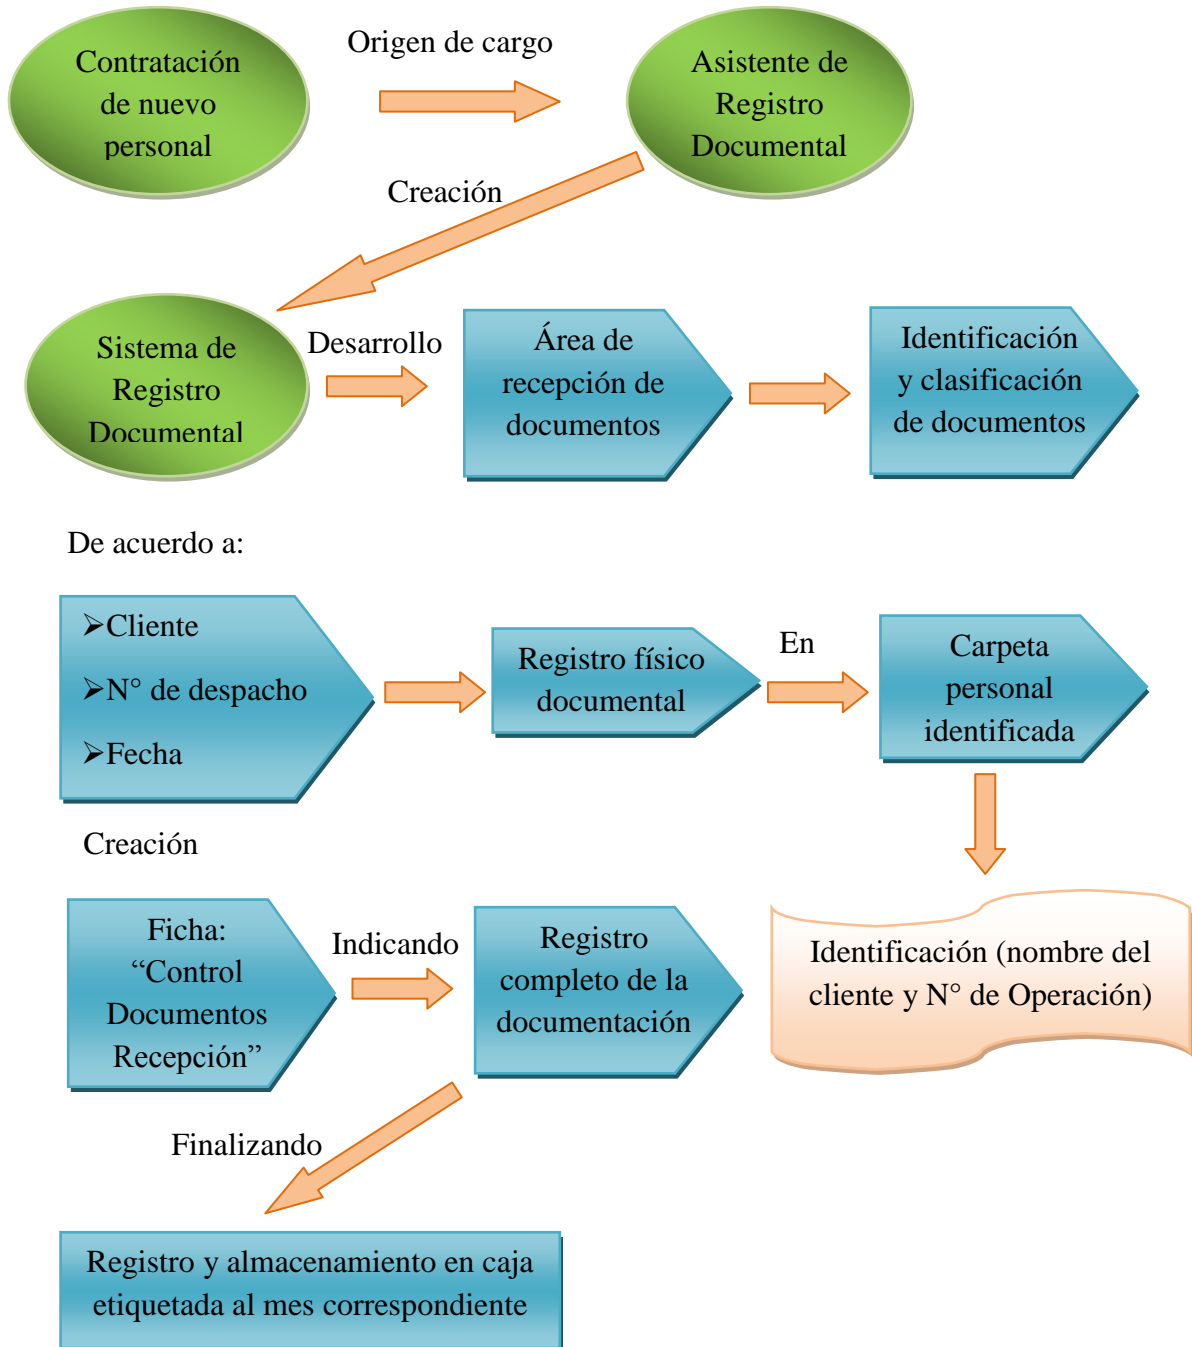 Contratación
de nuevo
personal
Origen de cargo
Asistente de
Registro
Documental
Creación
Sistema de
Registro
Documental
Desarrollo
Área de
recepción de
documentos
Identificación
y clasificación
de documentos
De acuerdo a:
➢Cliente
➢N° de despacho
➢Fecha
Registro físico
documental
En
Carpeta
personal
identificada
Creación
Ficha:
“Control
Documentos
Recepción”
Indicando
Registro
completo de la
documentación
Identificación (nombre del
cliente y N° de Operación)
Finalizando
Registro y almacenamiento en caja
etiquetada al mes correspondiente